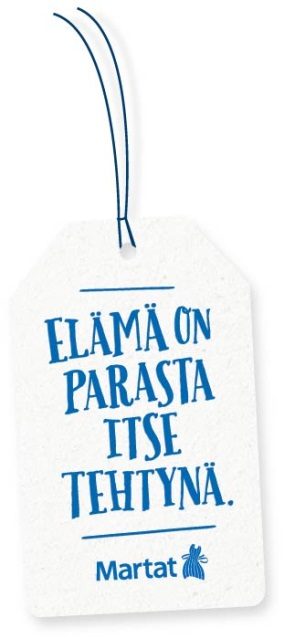 ELÄMÄ ON
PARASTA
ITSE
TEHTYNÄ.
Martat